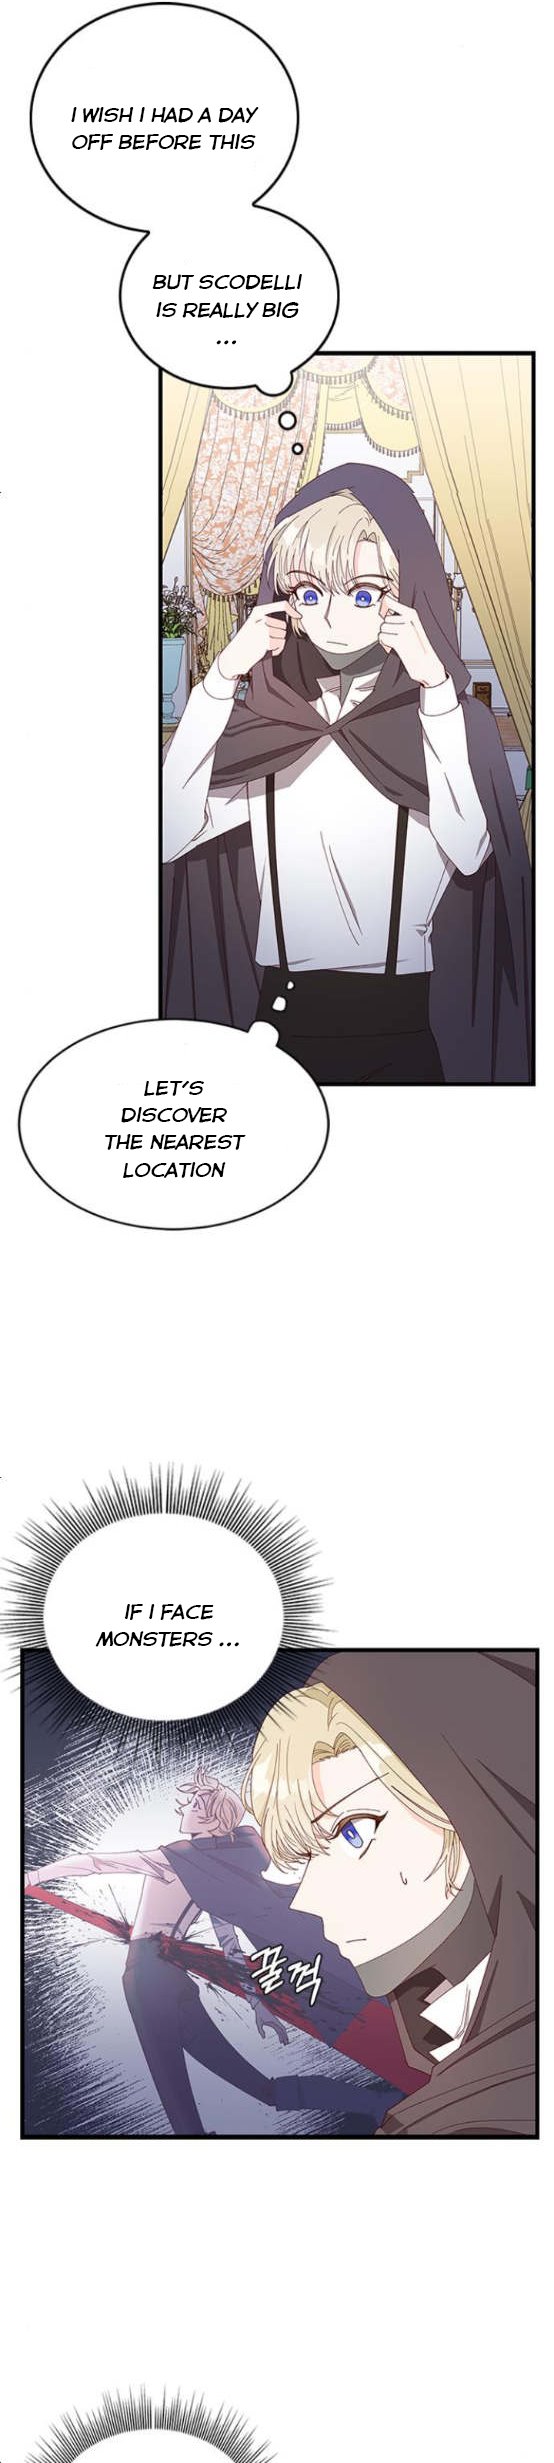 I WISH I HAD A DAY
OFF BEFORE THIS
BUT SCODELLI
IS REALLY BIG
...
LET'S
DISCOVER
THE NEAREST
LOCATION
IF I FACE
MONSTERS ...
꿀꺽